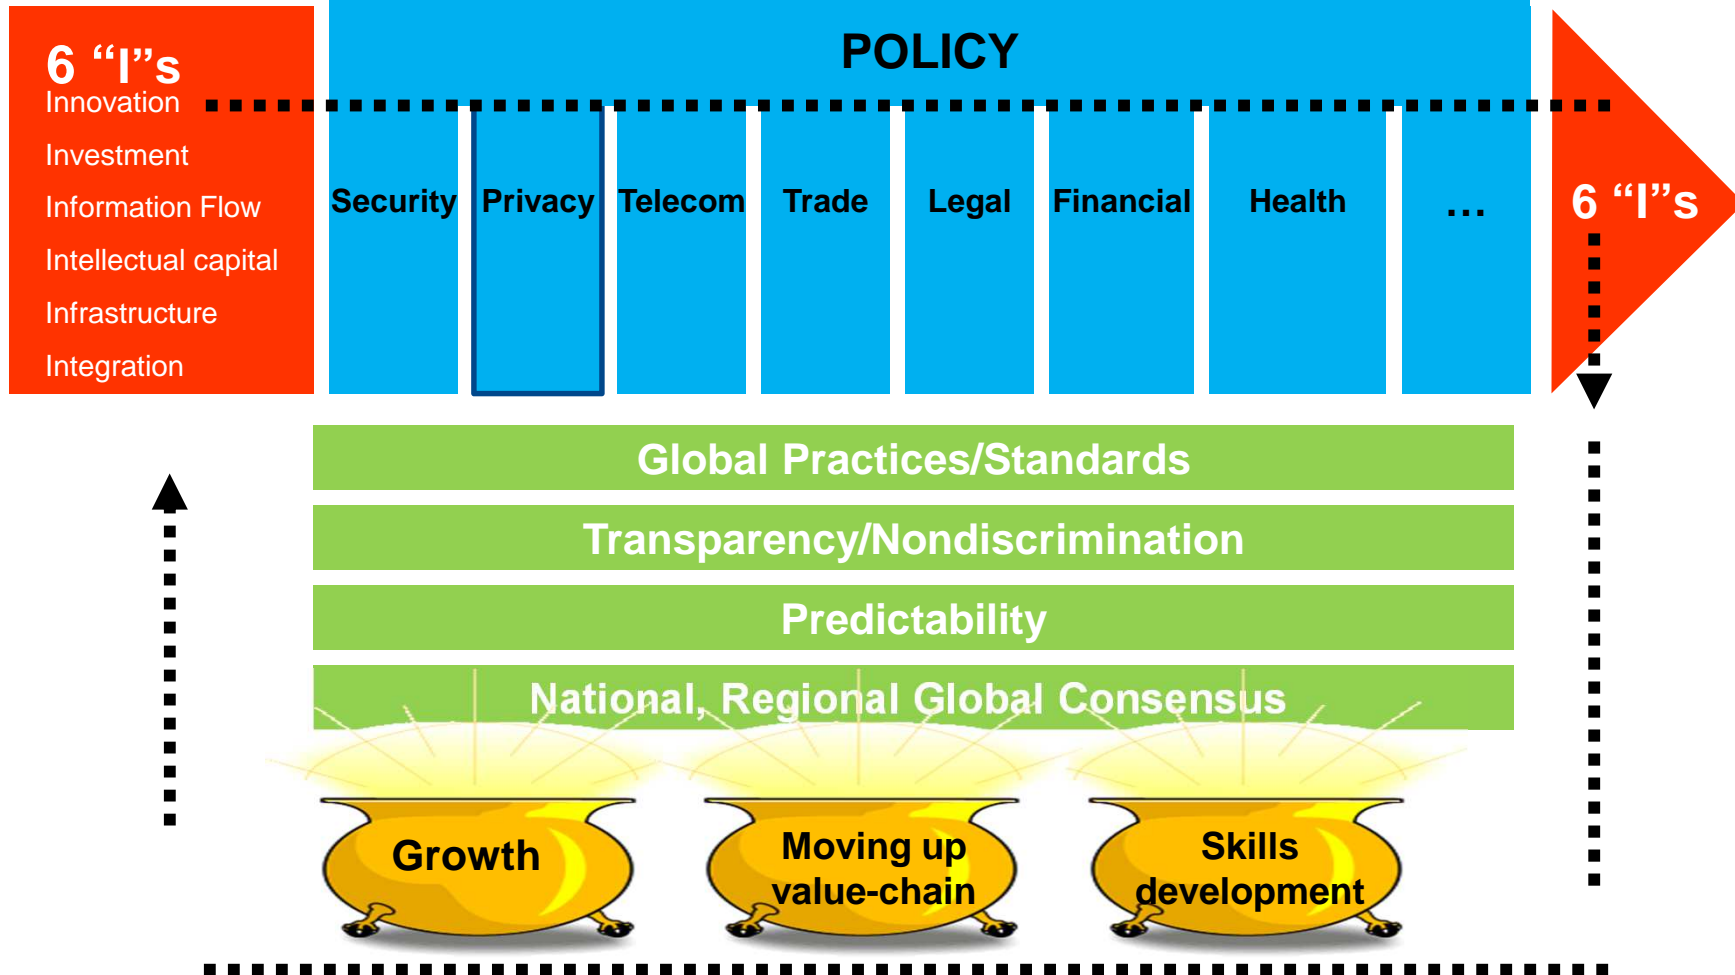 6 “I”s
Innovation
Investment
Information Flow
Intellectual capital
Infrastructure
Integration
POLICY
Security
Privacy
Telecom
Trade
Legal
Financial
Health
...
6 “I”s
Global Practices/Standards
Transparency/Nondiscrimination
Predictability
National, Regional Global Consensus
Growth
Moving up
value-chain
Skills
development